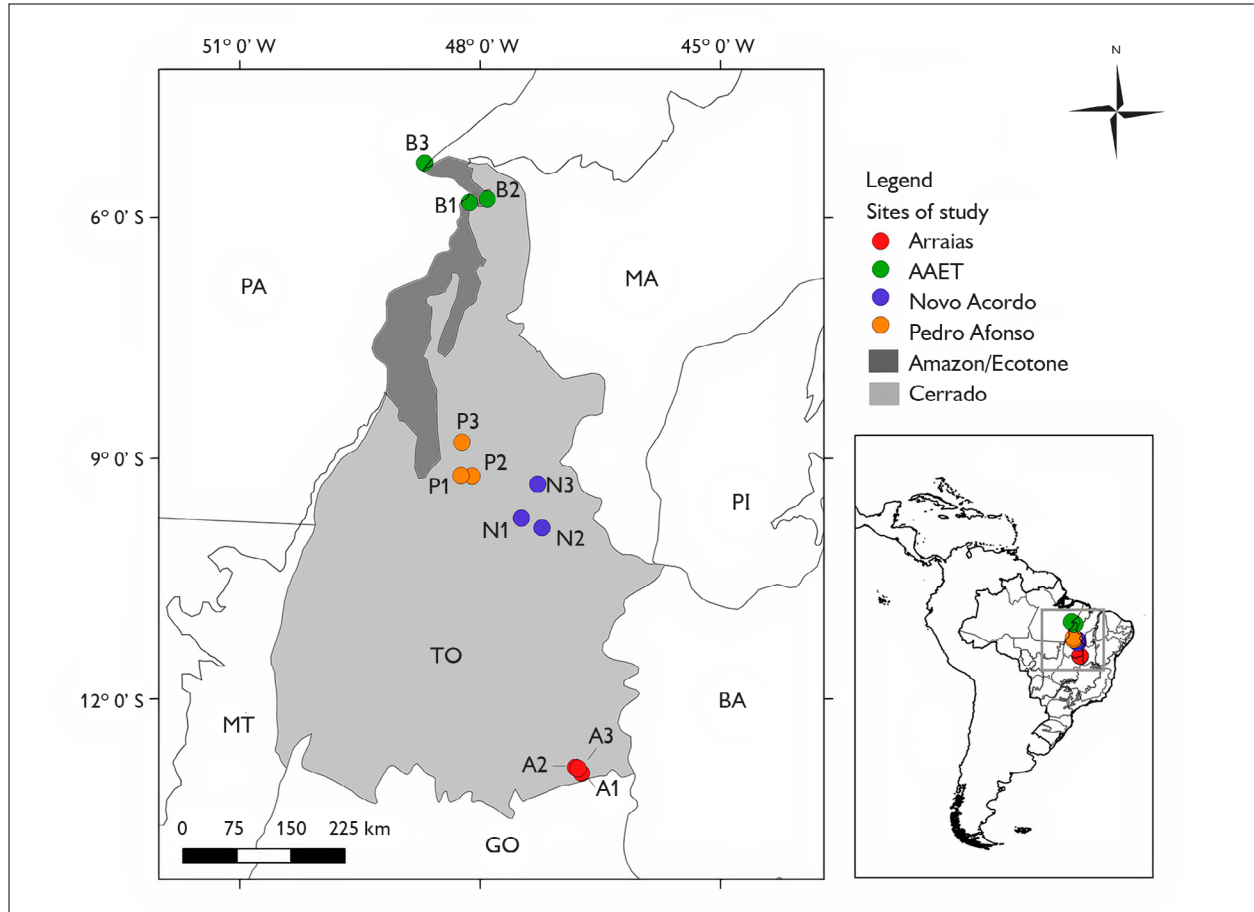 51° 0' W 48° 0' W 45° 0' W
N
B3
B2
B1
6° 0' S
PA
MA
Legend
Sites of study
Arraias
AAET
Novo Acordo
Pedro Afonso
Amazon/Ecotone
Cerrado
P3
P2
P1
9° 0' S
N3
N1
N2
PI
TO
12° 0' S
MT
BA
A3
A2
A1
0 75 150 225 km
GO